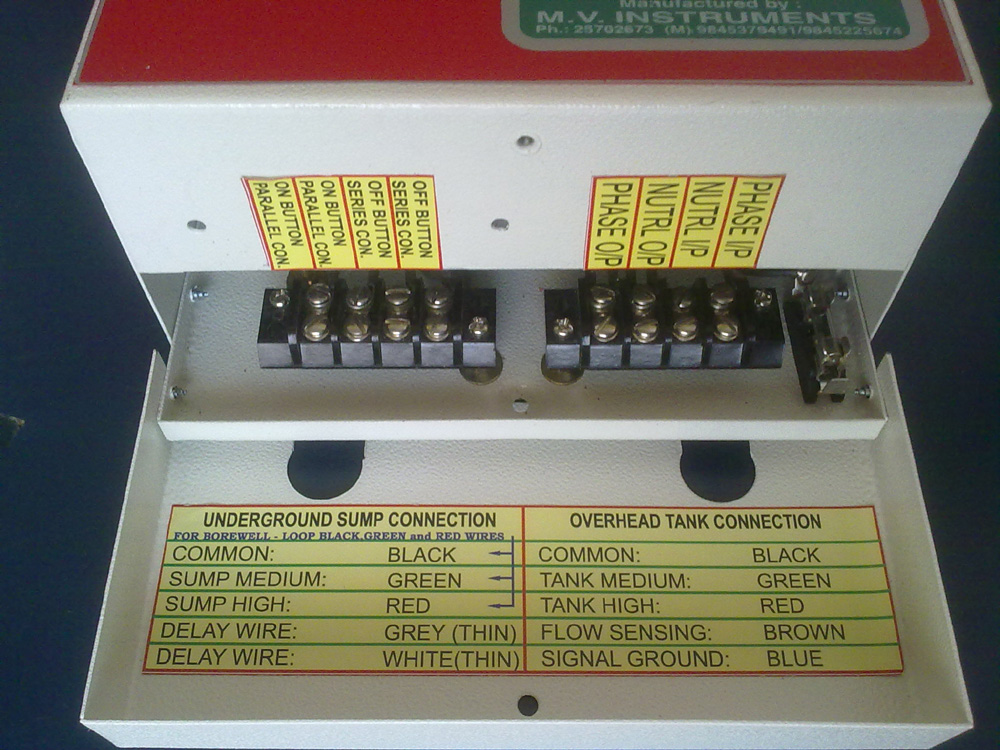 Manufactured by :
M.V. INSTRUMENTS
Ph.: 25702673 (M) 9845379491/9845225674
ON BUTTON
PARALLEL CON.
ON BUTTON
PARALLEL CON.
OFF BUTTON
SERIES CON.
OFF BUTTON
SERIES CON.
PHASE O/P
NUTRL O/P
NUTRL I/P
PHASE I/P
UNDERGROUND SUMP CONNECTION
FOR BOREWELL - LOOP BLACK,GREEN and RED WIRES
COMMON: BLACK
SUMP MEDIUM: GREEN
SUMP HIGH: RED
DELAY WIRE: GREY (THIN)
DELAY WIRE: WHITE(THIN)
OVERHEAD TANK CONNECTION
COMMON: BLACK
TANK MEDIUM: GREEN
TANK HIGH: RED
FLOW SENSING: BROWN
SIGNAL GROUND: BLUE